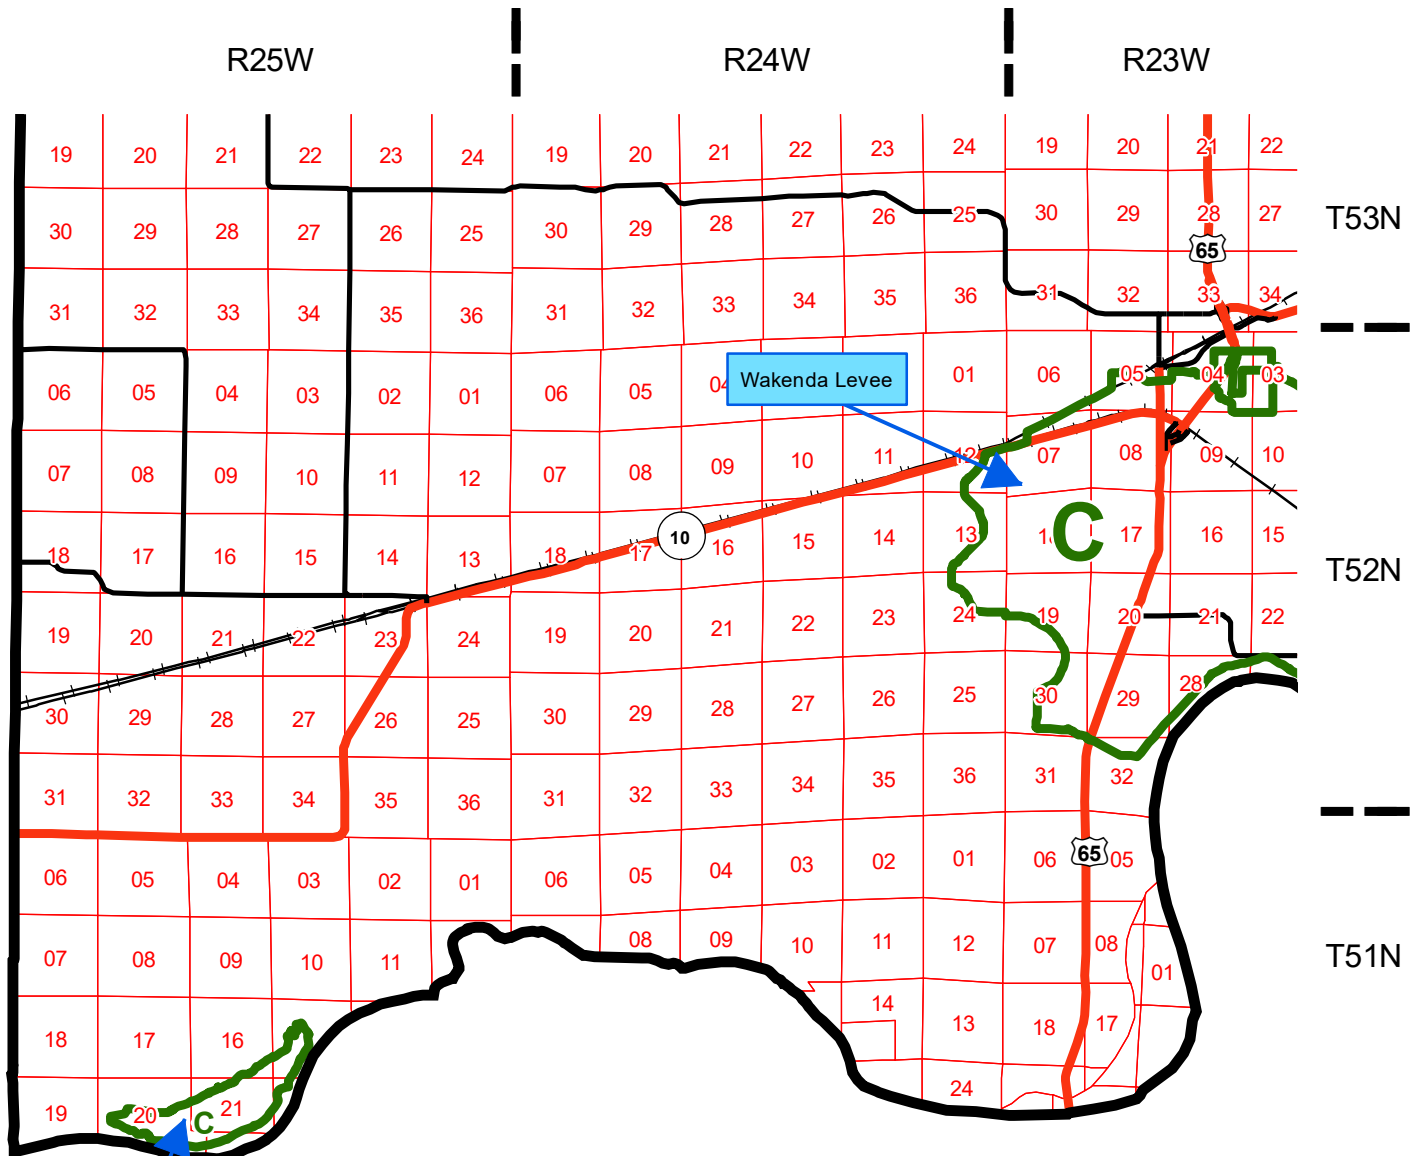 R25W R24W R23W
19 20 21 22 23 24 19 20 21 22 23 24 19 20 21 22
30 29 28 27 26 25 30 29 28 27 26 25 30 29 28 27 T53N
65
31 32 33 34 35 36 31 32 33 34 35 36 31 32 33 34
06 05 04 03 02 01 06 05 04 Wakenda Levee 01 06 05 04 03
07 08 09 10 11 12 07 08 09 10 11 12 07 08 09 10
18 17 16 15 14 13 18 17 10 16 15 14 13 C 17 16 15
T52N
19 20 21 22 23 24 19 20 21 22 23 24 19 20 21 22
30 29 28 27 26 25 30 29 28 27 26 25 30 29 28
31 32 33 34 35 36 31 32 33 34 35 36 31 32
06 05 04 03 02 01 06 05 04 03 02 01 06 65 05
07 08 09 10 11 08 09 10 11 12 07 08 01 T51N
18 17 16 14 13 18 17
19 20 C 21 24